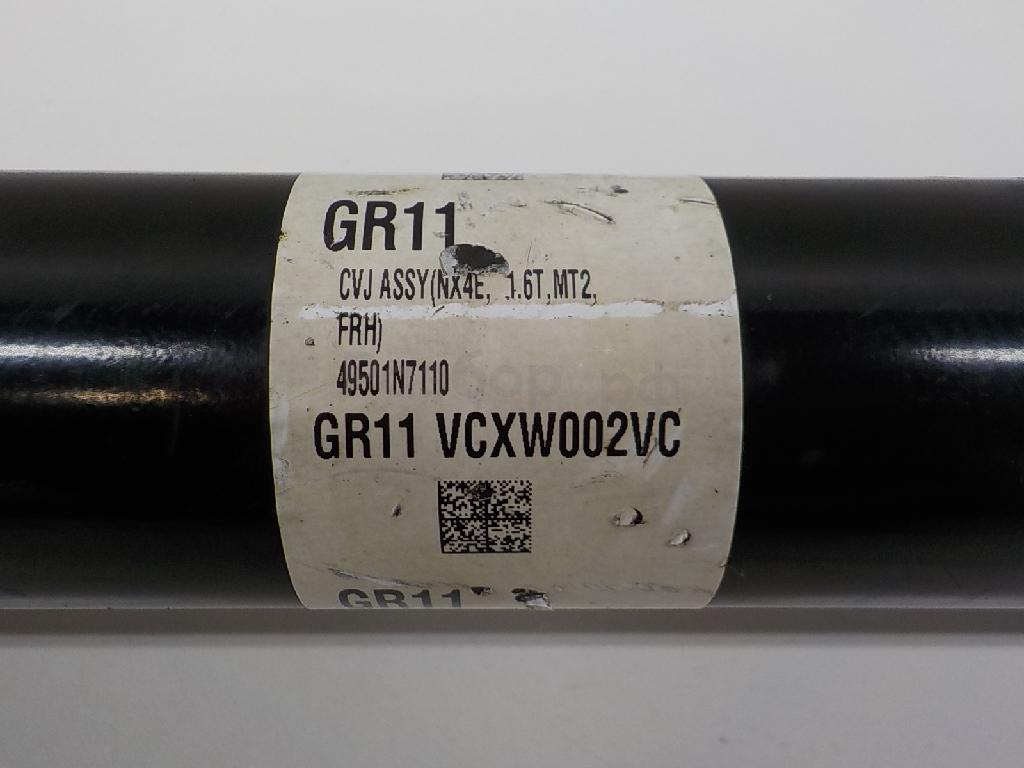 GR11
CVJ ASSY(NX4E, 1.6T,MT2,
FRH)
49501N7110
GR11 VCXW002VC
GR11